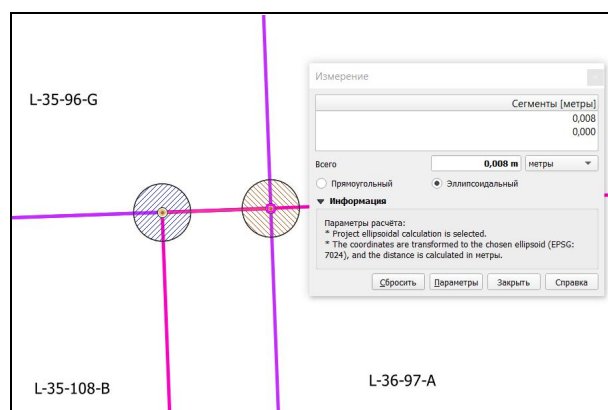 L-35-96-G
Измерение
Сегменты [метры]
0,008
0,000
Всего
0,008 m
метры
Прямоугольный
Эллипсоидальный
Информация
Параметры расчёта:
* Project ellipsoidal calculation is selected.
* The coordinates are transformed to the chosen ellipsoid (EPSG:
7024), and the distance is calculated in метры.
Сбросить
Параметры
Закрыть
Справка
L-35-108-B
L-36-97-A